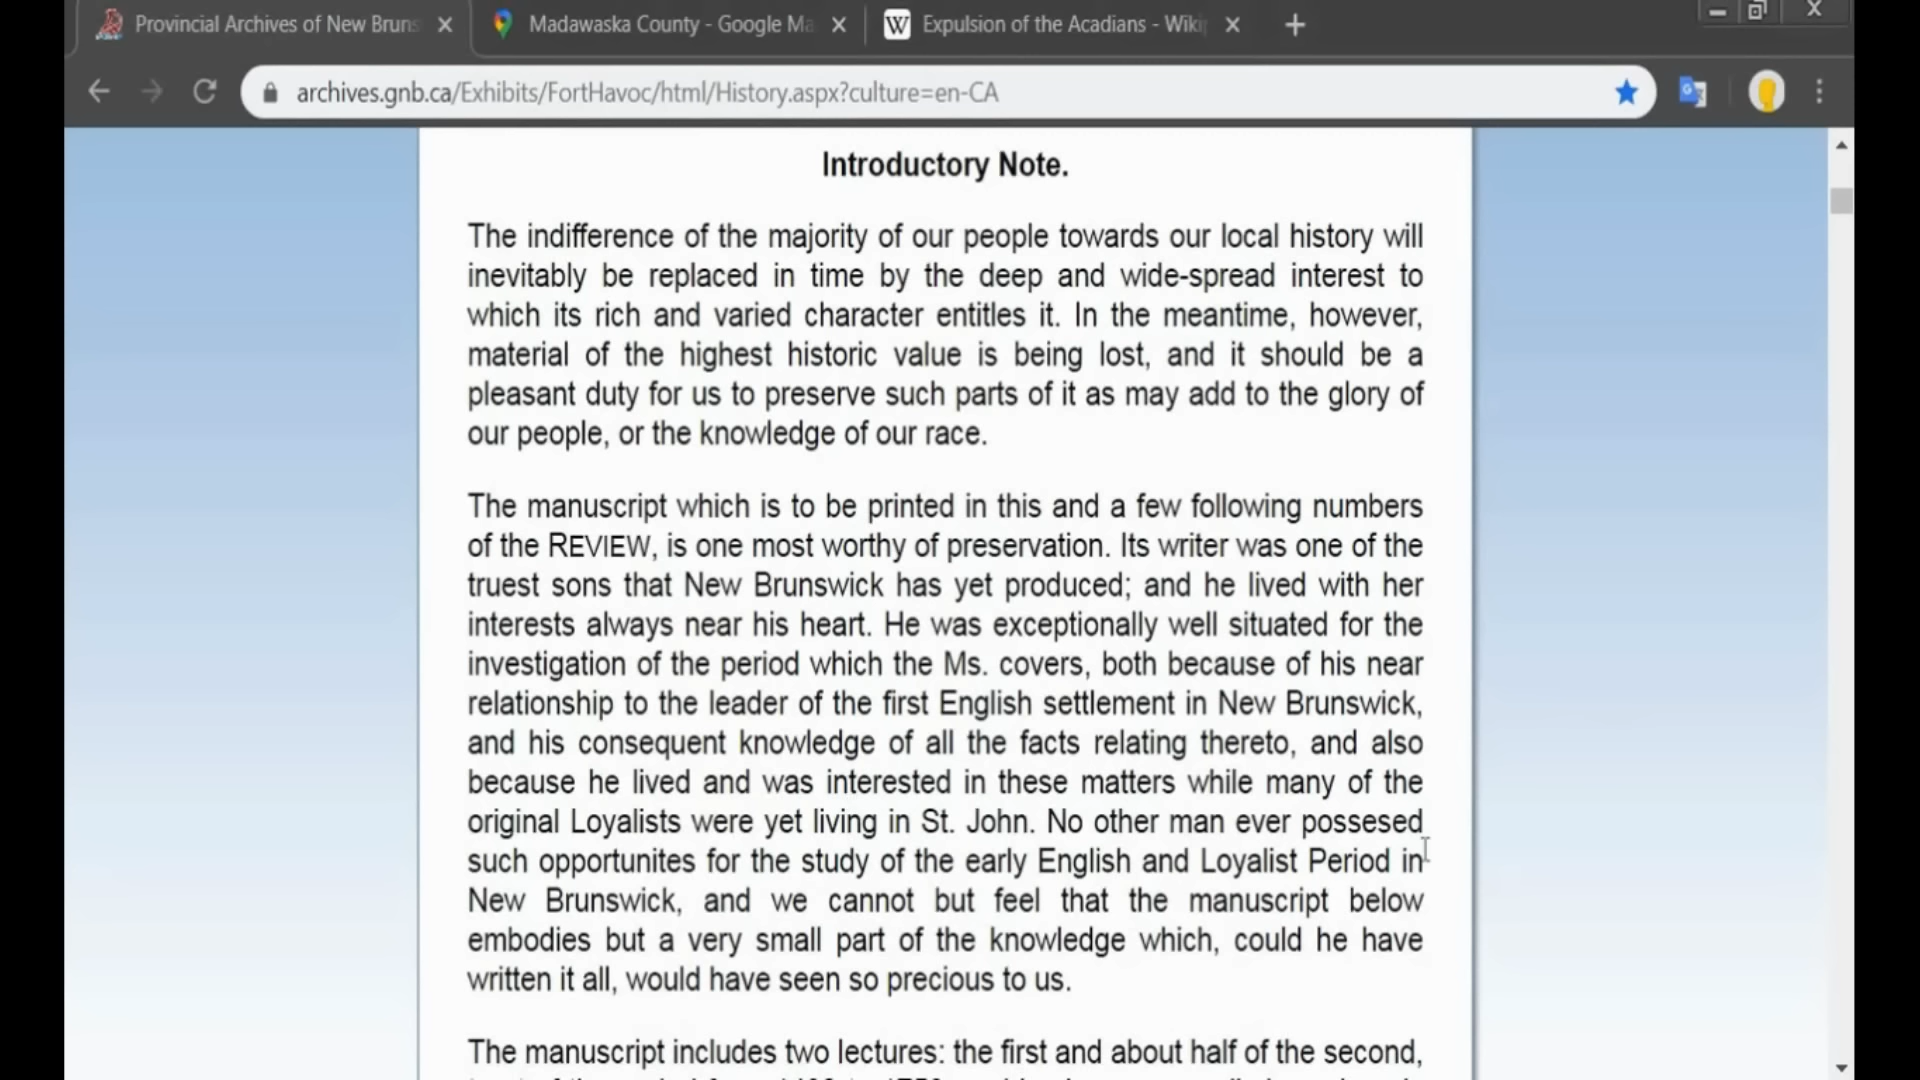 Provincial Archives of New Bruns
Madawaska County - Google Ma
Expulsion of the Acadians - Wiki
archives.gnb.ca/Exhibits/FortHavoc/html/History.aspx?culture=en-CA
Introductory Note.
The indifference of the majority of our people towards our local history will
inevitably be replaced in time by the deep and wide-spread interest to
which its rich and varied character entitles it. In the meantime, however,
material of the highest historic value is being lost, and it should be a
pleasant duty for us to preserve such parts of it as may add to the glory of
our people, or the knowledge of our race.
The manuscript which is to be printed in this and a few following numbers
of the REVIEW, is one most worthy of preservation. Its writer was one of the
truest sons that New Brunswick has yet produced; and he lived with her
interests always near his heart. He was exceptionally well situated for the
investigation of the period which the Ms. covers, both because of his near
relationship to the leader of the first English settlement in New Brunswick,
and his consequent knowledge of all the facts relating thereto, and also
because he lived and was interested in these matters while many of the
original Loyalists were yet living in St. John. No other man ever possesed
such opportunites for the study of the early English and Loyalist Period in
New Brunswick, and we cannot but feel that the manuscript below
embodies but a very small part of the knowledge which, could he have
written it all, would have seen so precious to us.
The manuscript includes two lectures: the first and about half of the second,